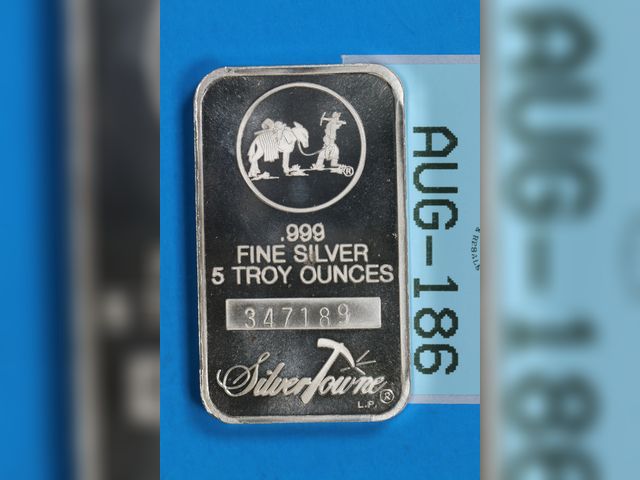 ®
.999
FINE SILVER
5 TROY OUNCES
347189
SilverTowne®
L.P.
AUG-186